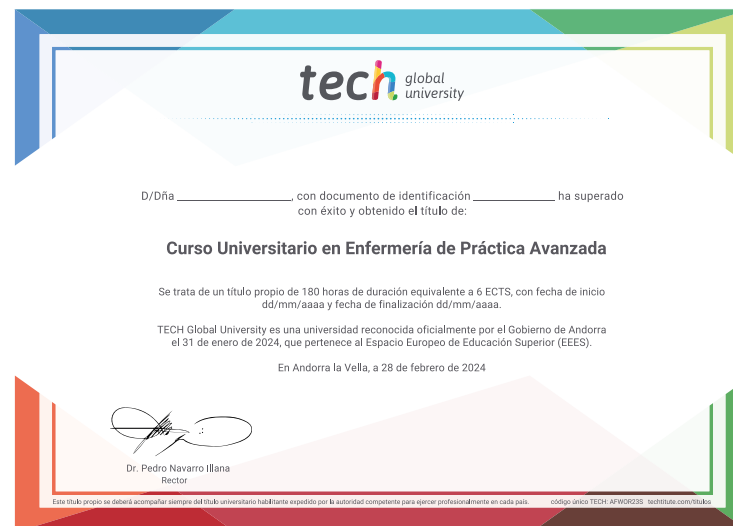 tech global university
D/Dña ______________, con documento de identificación ______________ ha superado
con éxito y obtenido el título de:
Curso Universitario en Enfermería de Práctica Avanzada
Se trata de un título propio de 180 horas de duración equivalente a 6 ECTS, con fecha de inicio
dd/mm/aaaa y fecha de finalización dd/mm/aaaa.
TECH Global University es una universidad reconocida oficialmente por el Gobierno de Andorra
el 31 de enero de 2024, que pertenece al Espacio Europeo de Educación Superior (EEES).
En Andorra la Vella, a 28 de febrero de 2024
Dr. Pedro Navarro Illana
Rector
Este título propio se deberá acompañar siempre del título universitario habilitante expedido por la autoridad competente para ejercer profesionalmente en cada país. código único TECH: AFWOR23S techtitute.com/titulos